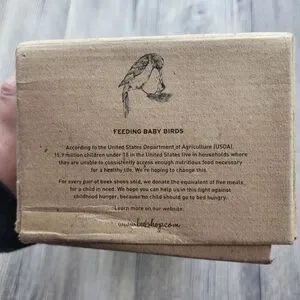 FEEDING BABY BIRDS
According to the United States Department of Agriculture (USDA)
15.9 million children under 18 in the United States live in households where
they are unable to consistently access enough nutritious food necessary
for a healthy life. We're hoping to change this.
For every pair of beek shoes sold, we donate the equivalent of five meals
for a child in need. We hope you can help us in this fight against
childhood hunger, because no child should go to bed hungry.
Learn more on our website.